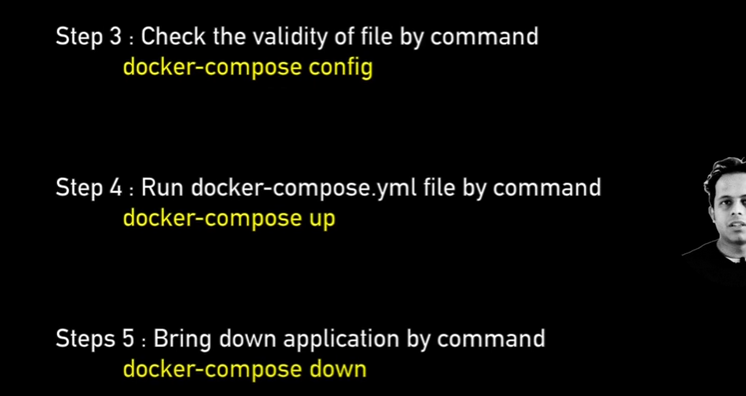 Step 3 : Check the validity of file by command
docker-compose config
Step 4 : Run docker-compose.yml file by command
docker-compose up
Steps 5 : Bring down application by command
docker-compose down